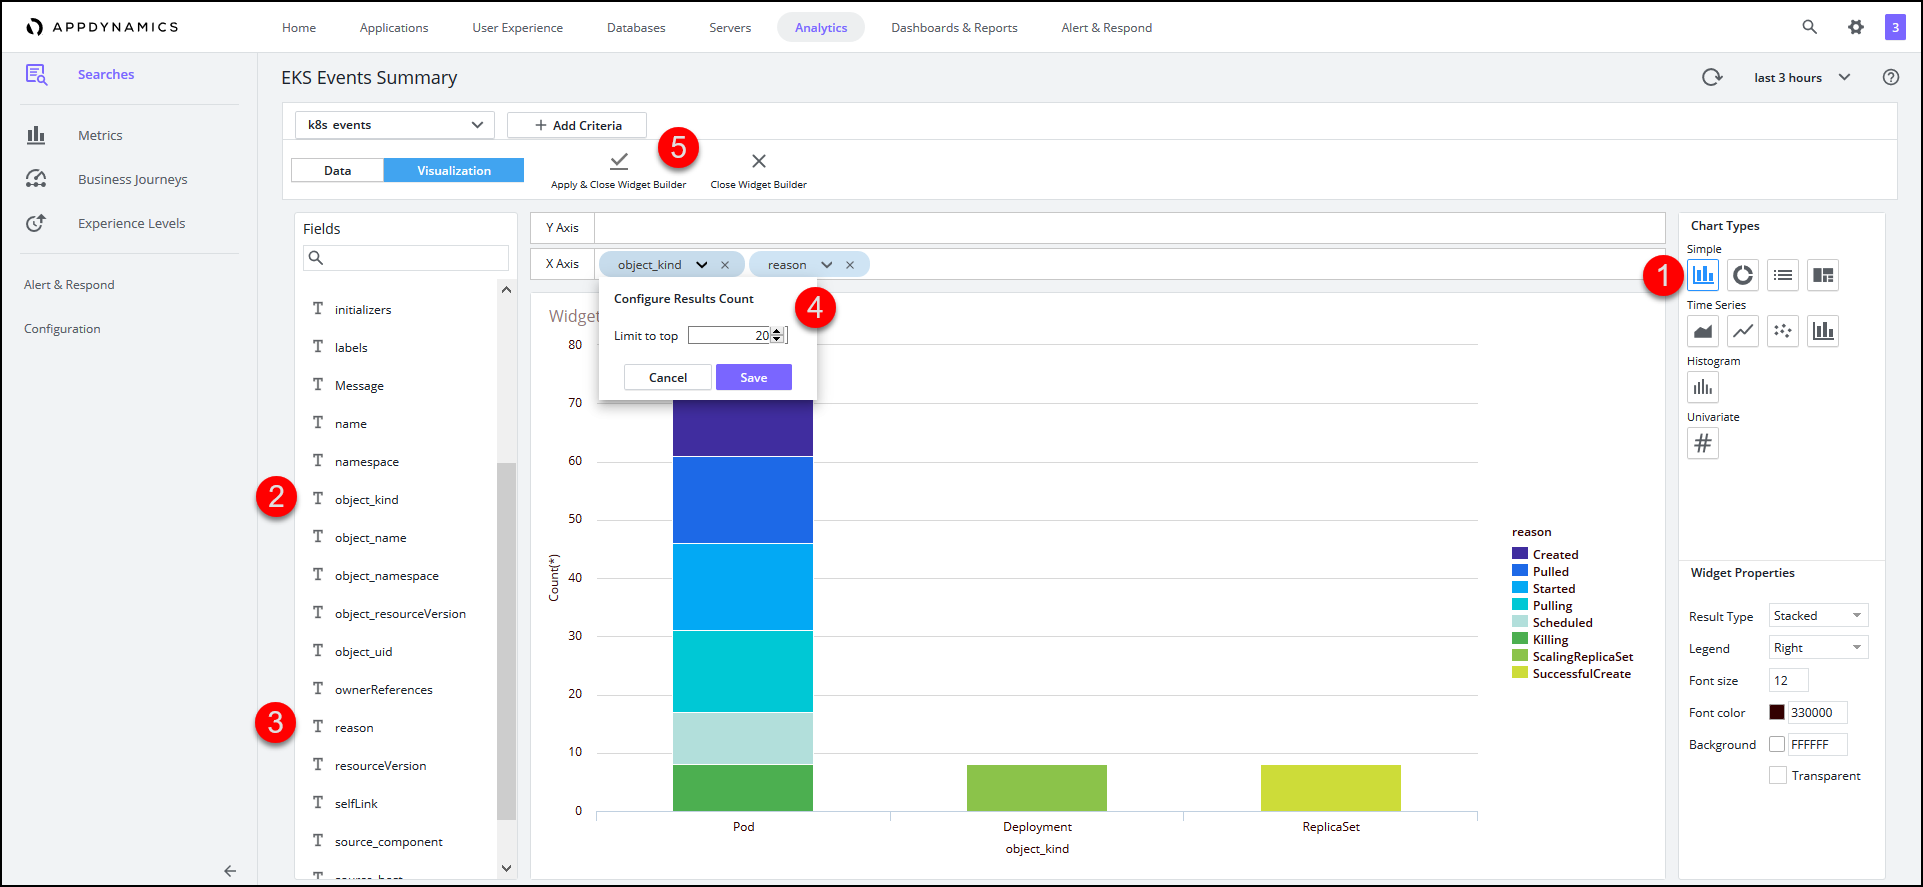 APPDYNAMICS
Home
Applications
User Experience
Databases
Servers
Analytics
Dashboards & Reports
Alert & Respond
3
Searches
Metrics
Business Journeys
Experience Levels
Alert & Respond
Configuration
EKS Events Summary
last 3 hours
?
k8s events
+ Add Criteria
Data
Visualization
Apply & Close Widget Builder
Close Widget Builder
5
Fields
initializers
labels
Message
name
namespace
object_kind
object_name
object_namespace
object_resourceVersion
object_uid
ownerReferences
reason
resourceVersion
selfLink
source_component
source_host
2
3
Y Axis
X Axis
object_kind
reason
Configure Results Count
Limit to top
20
Cancel
Save
4
Widget
80
70
60
50
40
30
20
10
0
Count(*)
Pod
Deployment
ReplicaSet
object_kind
reason
Created
Pulled
Started
Pulling
Scheduled
Killing
ScalingReplicaSet
SuccessfulCreate
1
Chart Types
Simple
Time Series
Histogram
Univariate
#
Widget Properties
Result Type
Stacked
Legend
Right
Font size
12
Font color
330000
Background
FFFFFF
Transparent